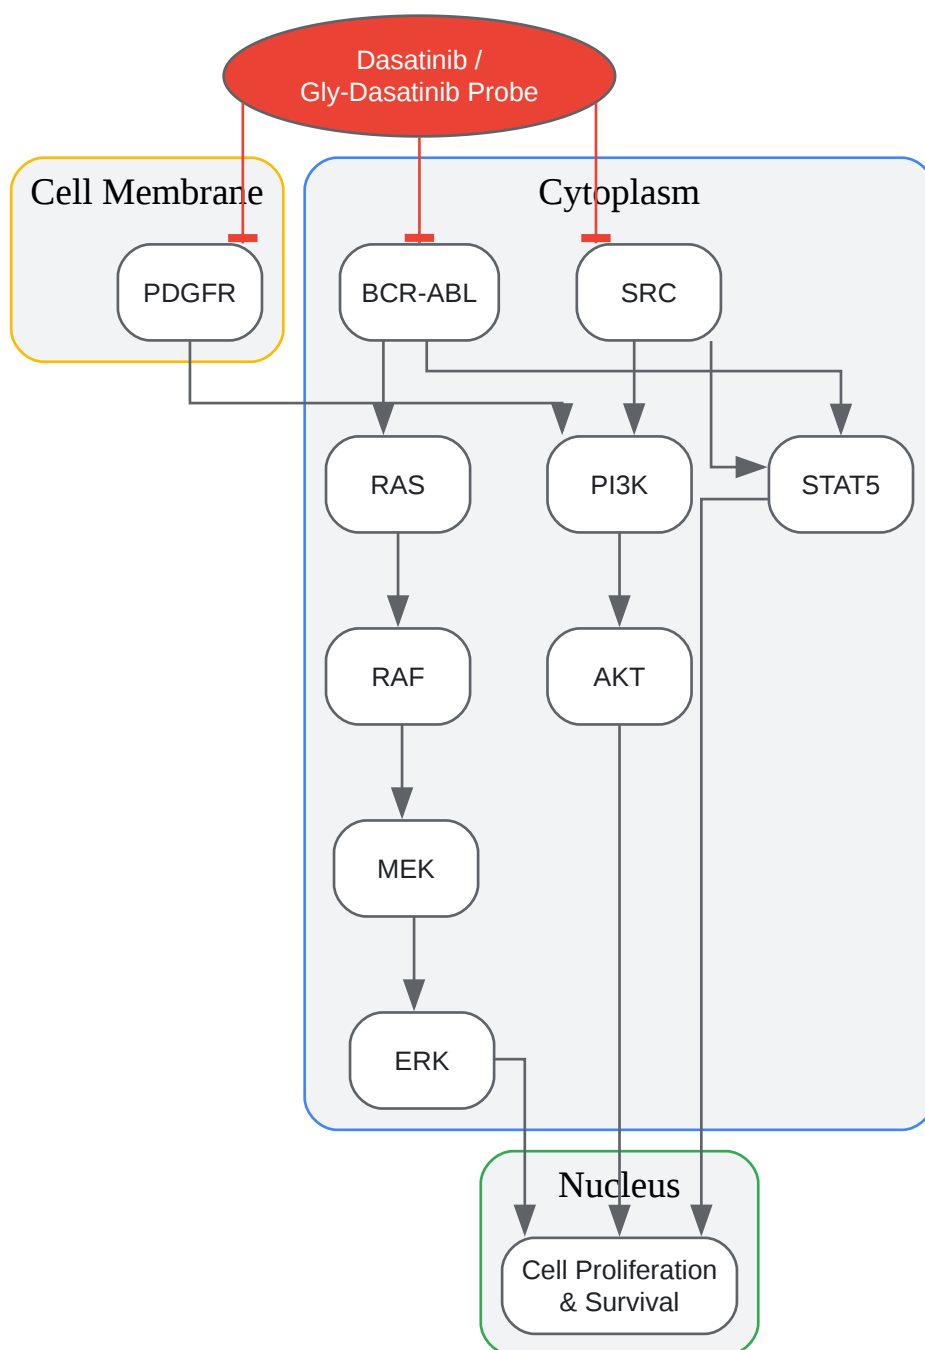 Dasatinib /
Gly-Dasatinib Probe
Cell Membrane
Cytoplasm
PDGFR
BCR-ABL
SRC
RAS
PI3K
STAT5
RAF
AKT
MEK
ERK
Nucleus
Cell Proliferation
& Survival